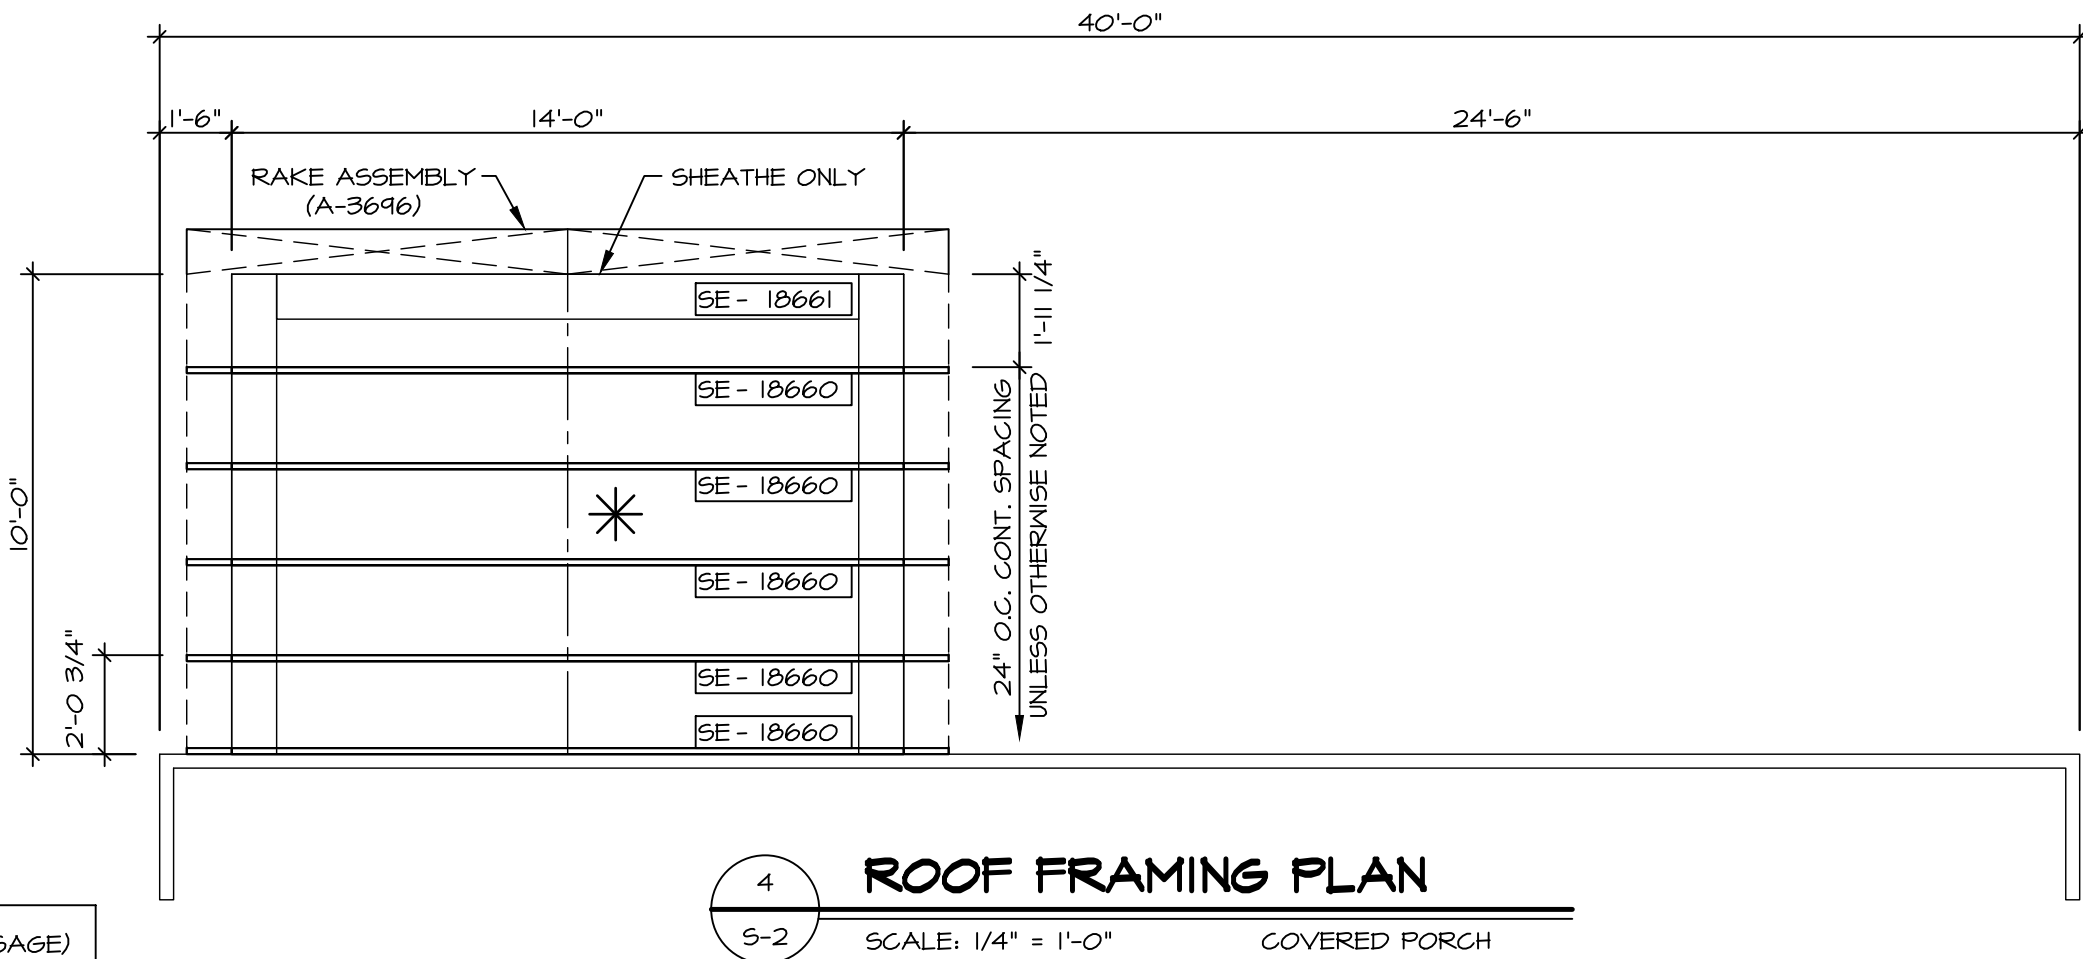 40'-0"
1'-6"
14'-0"
24'-6"
RAKE ASSEMBLY
(A-3696)
SHEATHE ONLY
SE - 18661
1'-11 1/4"
SE - 18660
SE - 18660
10'-0"
24" O.C. CONT. SPACING
UNLESS OTHERWISE NOTED
SE - 18660
2'-0 3/4"
SE - 18660
SE - 18660
4
S-2
ROOF FRAMING PLAN
SCALE: 1/4" = 1'-0"
COVERED PORCH
SAGE)